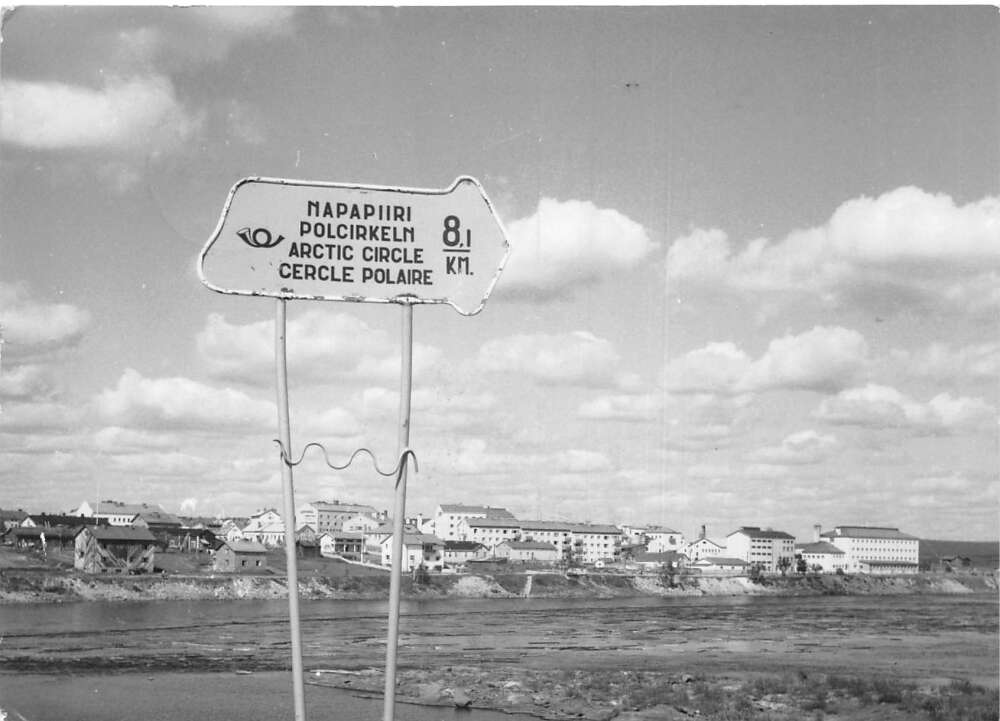 NAPAPIIRI
POLCIRKELN
ARCTIC CIRCLE
CERCLE POLAIRE
8,1
KM.